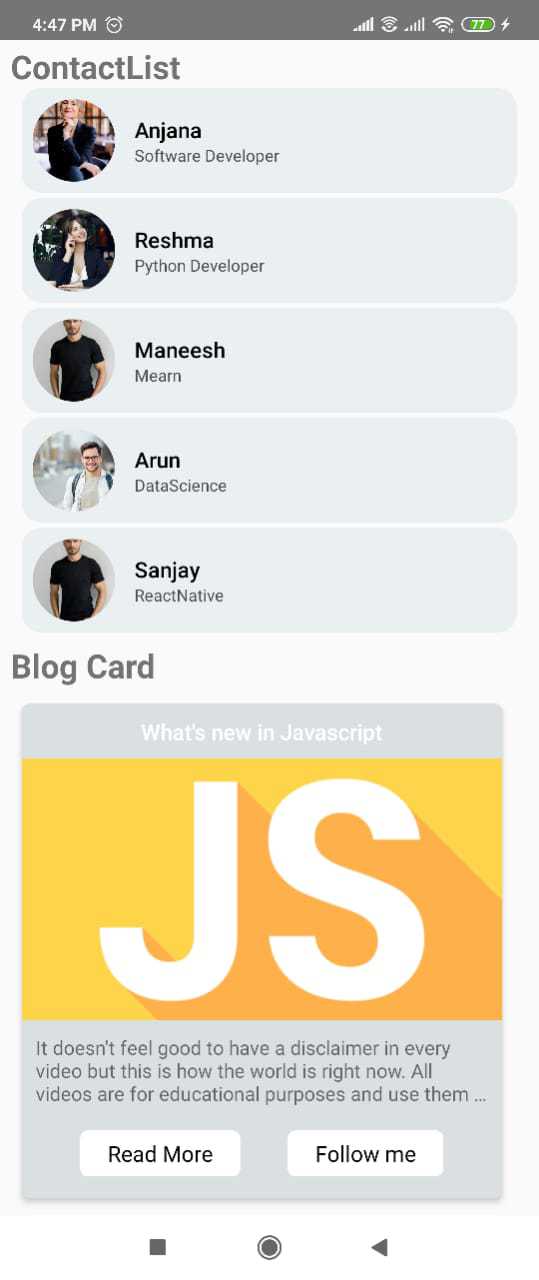 4:47 PM
77
ContactList
Anjana
Software Developer
Reshma
Python Developer
Maneesh
Mearn
Arun
DataScience
Sanjay
ReactNative
Blog Card
What's new in Javascript
JS
It doesn't feel good to have a disclaimer in every
video but this is how the world is right now. All
videos are for educational purposes and use them ...
Read More
Follow me